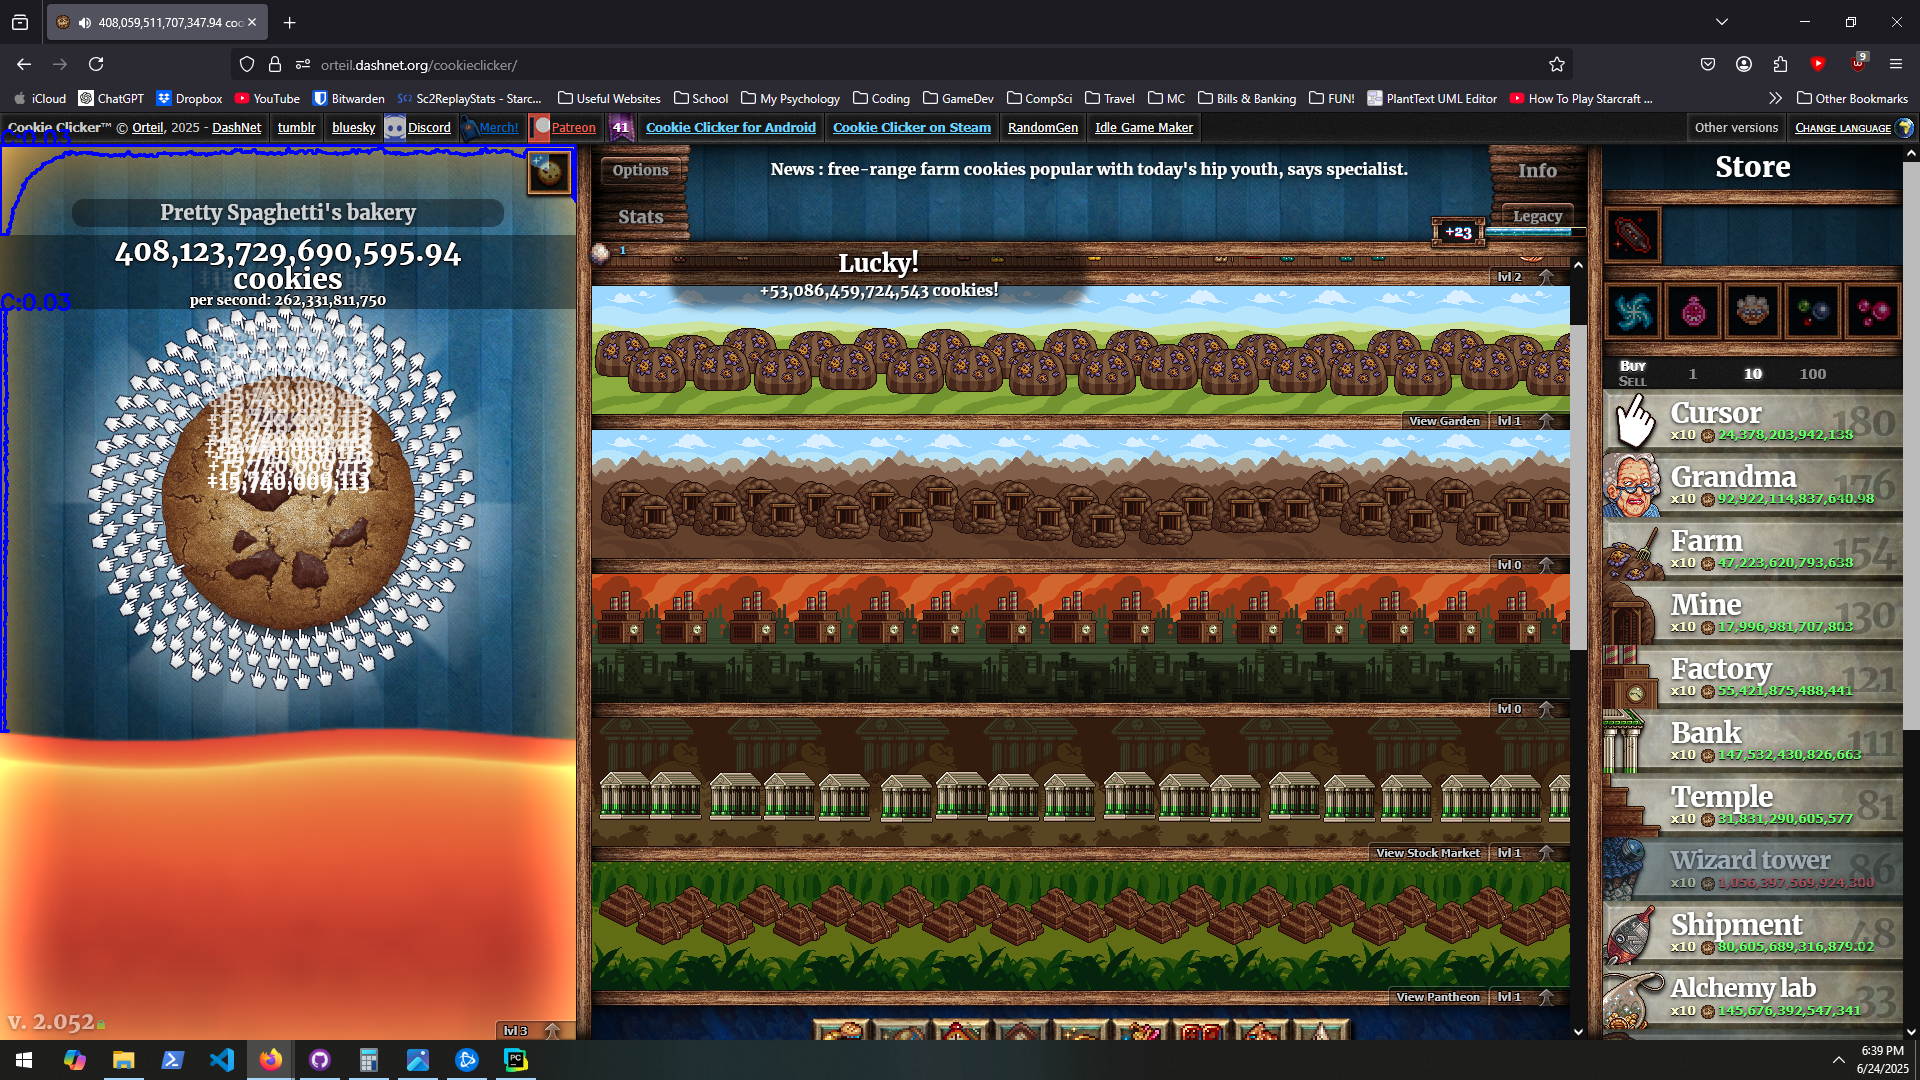 408,059,511,707,347.94 coo
orteil.dashnet.org/cookieclicker/
9
iCloud ChatGPT Dropbox YouTube Bitwarden Sc2ReplayStats - Starc... Useful Websites School My Psychology Coding GameDev CompSci Travel MC Bills & Banking FUN! PlantText UML Editor How To Play Starcraft ... Other Bookmarks
Cookie Clicker™ © Orteil, 2025 - DashNet tumblr bluesky Discord Merch! Patreon 41 Cookie Clicker for Android Cookie Clicker on Steam RandomGen Idle Game Maker Other versions Change language
C:0.03
Pretty Spaghetti's bakery
408,123,729,690,595.94
cookies
per second: 262,331,811,750
C:0.03
+15,740,009,113
+15,740,009,113
v. 2.052
lvl 3
Options
Stats
News : free-range farm cookies popular with today's hip youth, says specialist.
Info
Legacy
+23
1
Lucky!
+53,086,459,724,543 cookies!
lvl 2
View Garden lvl 1
lvl 0
lvl 0
View Stock Market lvl 1
View Pantheon lvl 1
Store
Buy
Sell
1 10 100
Cursor 180
x10 24,378,203,942,138
Grandma 176
x10 92,922,114,837,640.98
Farm 154
x10 47,223,620,793,638
Mine 130
x10 17,996,981,707,803
Factory 121
x10 55,421,875,488,441
Bank 111
x10 147,532,430,826,663
Temple 81
x10 31,831,290,605,577
Wizard tower 86
x10 1,056,397,569,924,300
Shipment 48
x10 80,605,689,316,879.02
Alchemy lab 33
x10 145,676,392,547,341
6:39 PM
6/24/2025